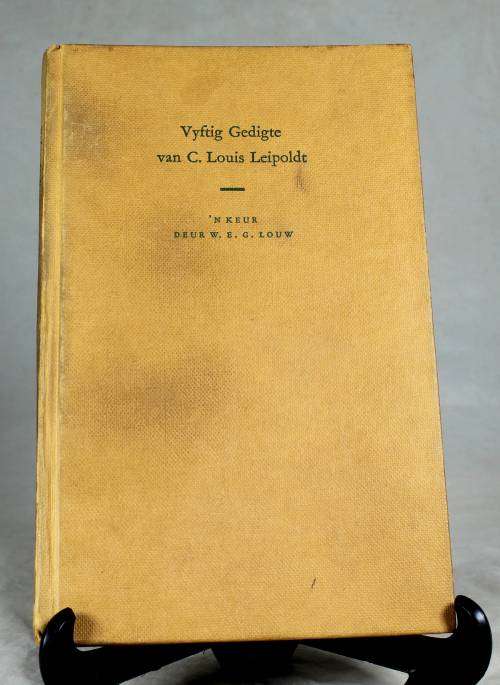 Vyftig Gedigte
van C. Louis Leipoldt
'N KEUR
DEUR W. E. G. LOUW